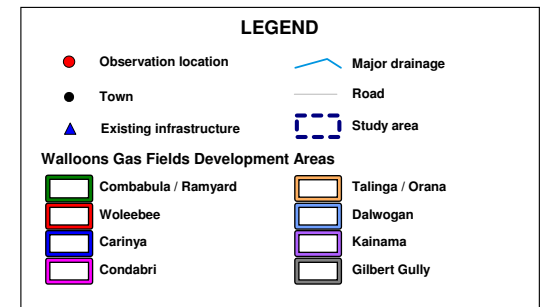 LEGEND
Observation location
Major drainage
Town
Road
Existing infrastructure
Study area
Walloons Gas Fields Development Areas
Combabula / Ramyard
Talinga / Orana
Woleebee
Dalwogan
Carinya
Kainama
Condabri
Gilbert Gully